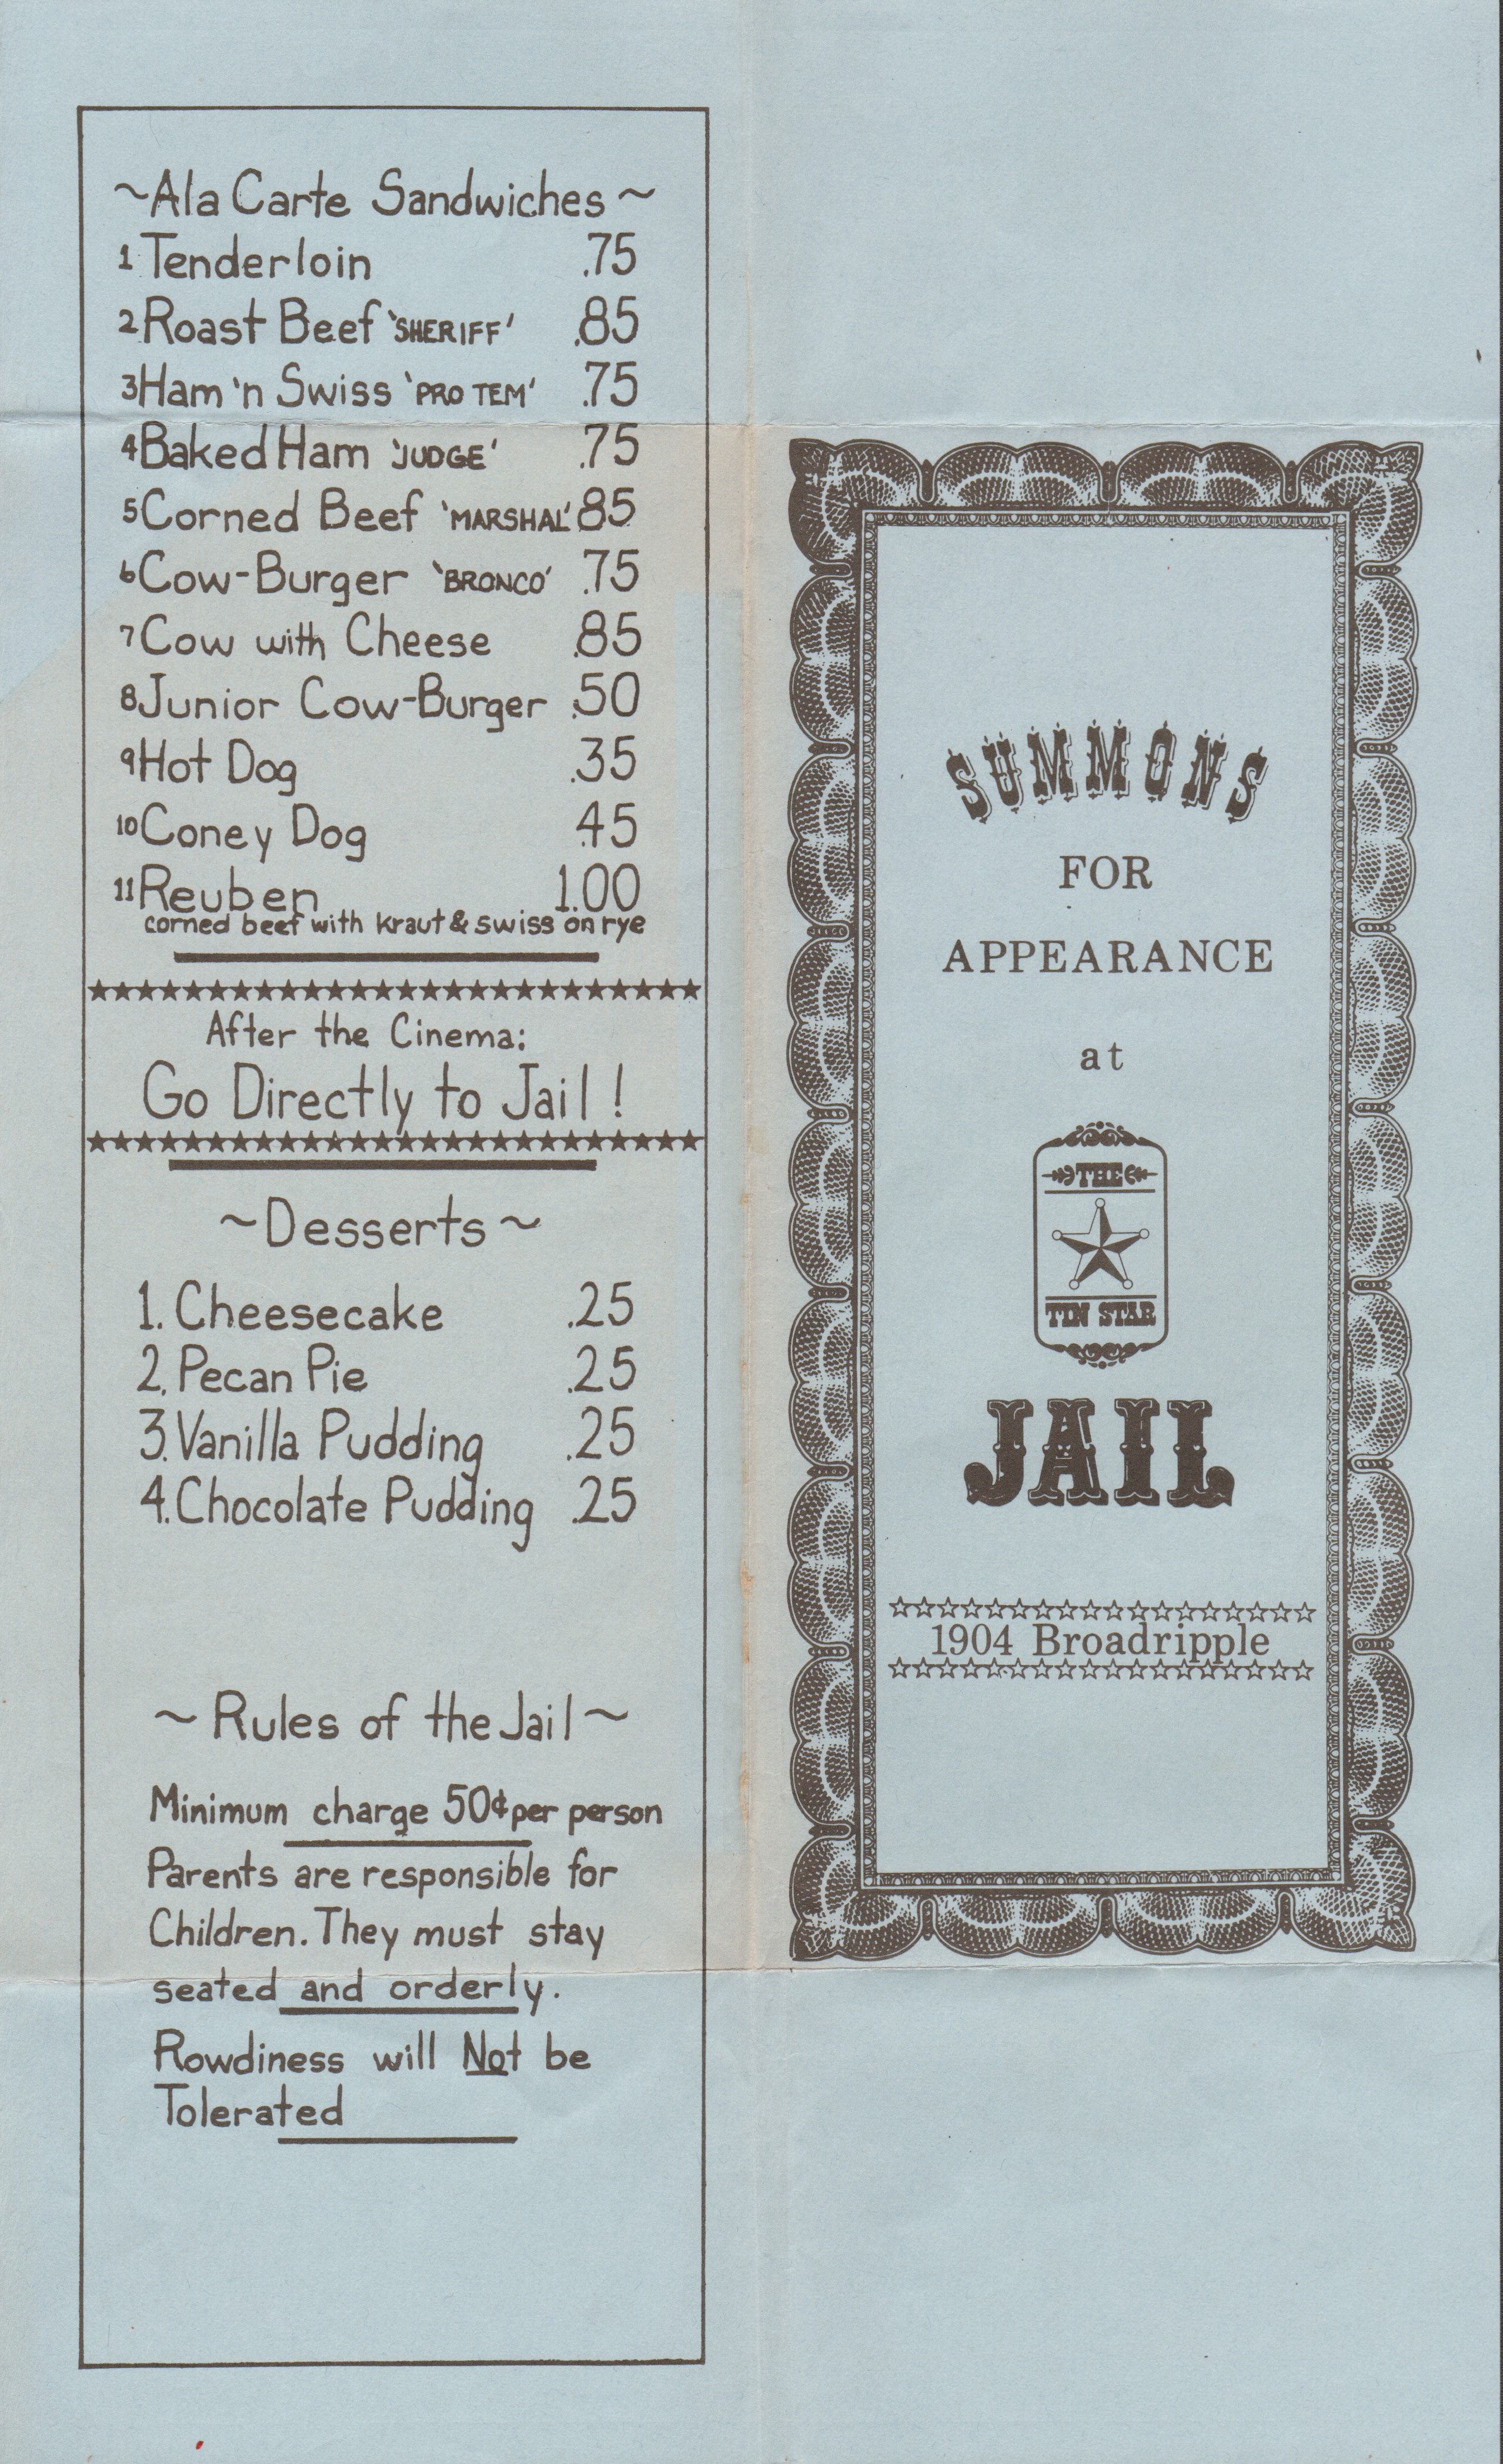 ~Ala Carte Sandwiches~
1 Tenderloin .75
2 Roast Beef 'SHERIFF' .85
3 Ham 'n Swiss 'PRO TEM' .75
4 Baked Ham 'JUDGE' .75
5 Corned Beef 'MARSHAL' .85
6 Cow-Burger 'BRONCO' .75
7 Cow with Cheese .85
8 Junior Cow-Burger .50
9 Hot Dog .35
10 Coney Dog .45
11 Reuben 1.00
corned beef with kraut & swiss on rye
After the Cinema:
Go Directly to Jail!
~Desserts~
1. Cheesecake .25
2. Pecan Pie .25
3. Vanilla Pudding .25
4. Chocolate Pudding .25
~Rules of the Jail~
Minimum charge 50¢ per person
Parents are responsible for
Children. They must stay
seated and orderly.
Rowdiness will Not be
Tolerated
SUMMONS
FOR
APPEARANCE
at
THE
TIN STAR
JAIL
1904 Broadripple